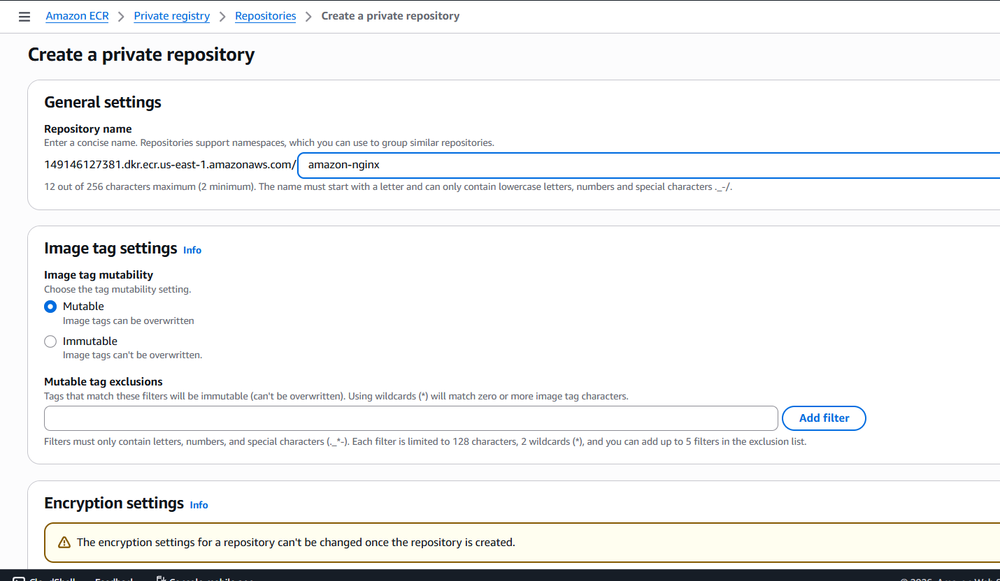 Amazon ECR > Private registry > Repositories > Create a private repository
Create a private repository
General settings
Repository name
Enter a concise name. Repositories support namespaces, which you can use to group similar repositories.
149146127381.dkr.ecr.us-east-1.amazonaws.com/ amazon-nginx
12 out of 256 characters maximum (2 minimum). The name must start with a letter and can only contain lowercase letters, numbers and special characters ._-/.
Image tag settings Info
Image tag mutability
Choose the tag mutability setting.
Mutable
Image tags can be overwritten
Immutable
Image tags can't be overwritten.
Mutable tag exclusions
Tags that match these filters will be immutable (can't be overwritten). Using wildcards (*) will match zero or more image tag characters.
Add filter
Filters must only contain letters, numbers, and special characters (._*-). Each filter is limited to 128 characters, 2 wildcards (*), and you can add up to 5 filters in the exclusion list.
Encryption settings Info
The encryption settings for a repository can't be changed once the repository is created.
CloudShell Feedback Console mobile app © 2026, Amazon Web